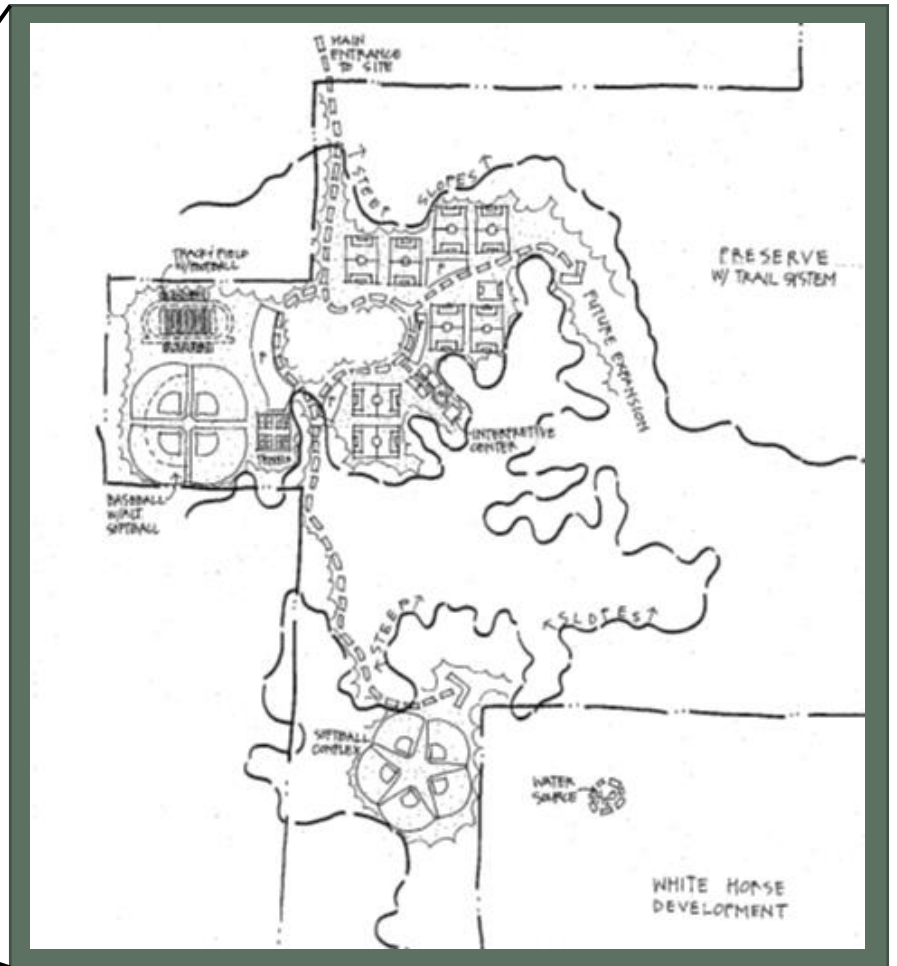 MAIN
ENTRANCE
TO SITE
STEEP
SLOPES
TRACK/FIELD
W/FOOTBALL
PRESERVE
W/ TRAIL SYSTEM
P
P
FUTURE EXPANSION
P
INTERPRETIVE
CENTER
TENNIS
BASEBALL
W/ALT
SOFTBALL
STEEP
SLOPES
SOFTBALL
COMPLEX
WATER
SOURCE
WHITE HORSE
DEVELOPMENT